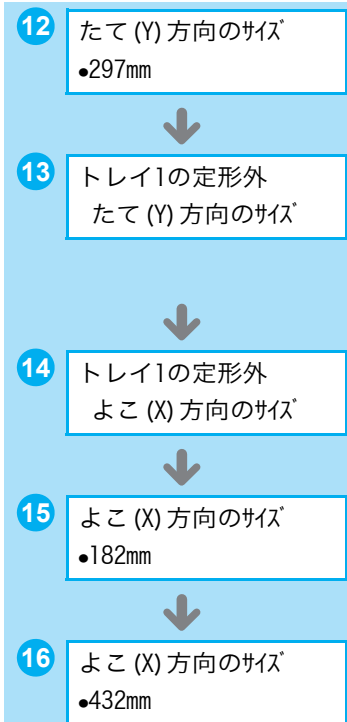 12
たて (Y) 方向のｻｲｽﾞ
●297mm
13
トレイ1の定形外
たて (Y) 方向のｻｲｽﾞ
14
トレイ1の定形外
よこ (X) 方向のｻｲｽﾞ
15
よこ (X) 方向のｻｲｽﾞ
●182mm
16
よこ (X) 方向のｻｲｽﾞ
●432mm